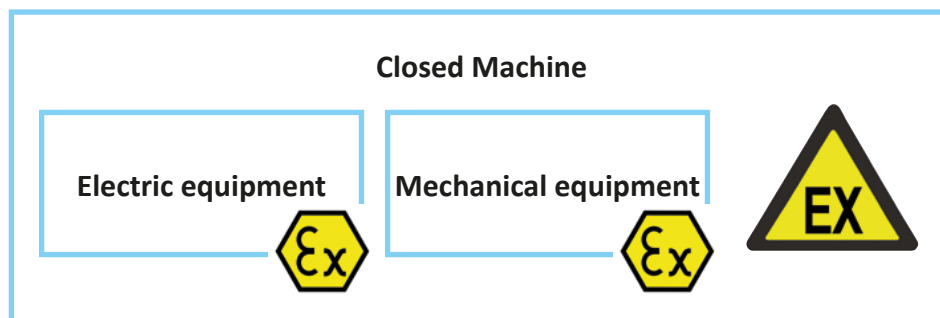 Closed Machine
Electric equipment
Mechanical equipment
EX
Ex
Ex